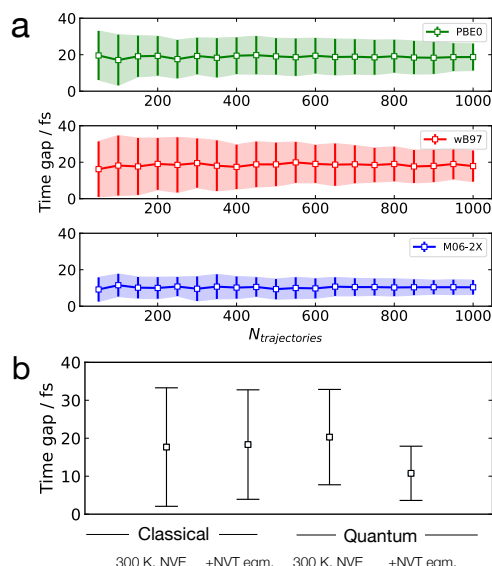 a
PBE0
40
20
0
200 400 600 800 1000
wB97
40
20
0
200 400 600 800 1000
Time gap / fs
M06-2X
40
20
0
200 400 600 800 1000
N_trajectories
b
40
30
20
10
0
Time gap / fs
Classical Quantum
300 K, NVE +NVT eqm. 300 K, NVE +NVT eqm.